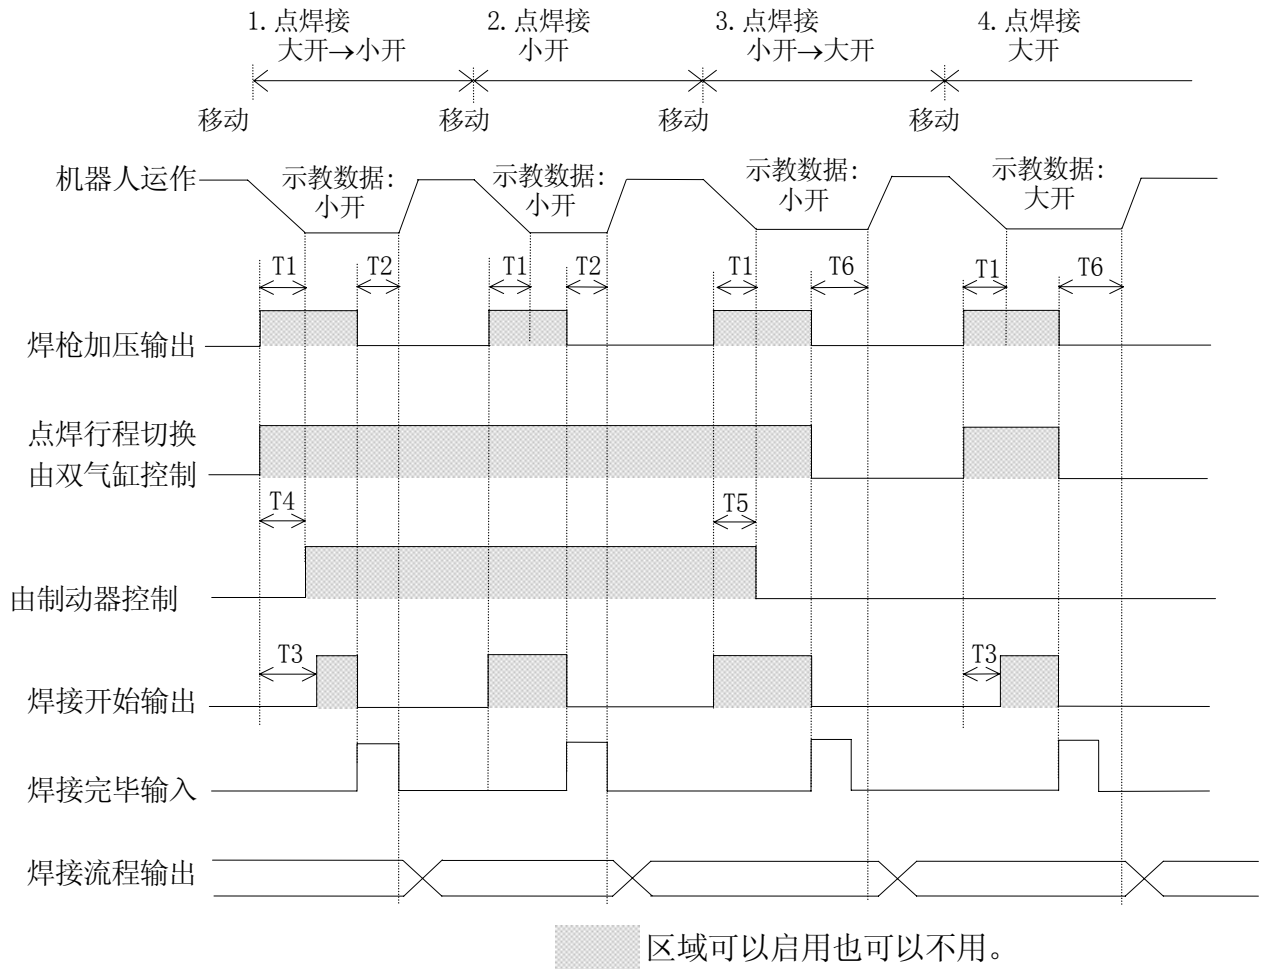 1.点焊接
大开→小开
2.点焊接
小开
3.点焊接
小开→大开
4.点焊接
大开
移动
移动
移动
移动
机器人运作
示教数据:
小开
示教数据:
小开
示教数据:
小开
示教数据:
大开
T1
T2
T1
T2
T1
T6
T1
T6
焊枪加压输出
点焊行程切换
由双气缸控制
T4
T5
由制动器控制
T3
T3
焊接开始输出
焊接完毕输入
焊接流程输出
区域可以启用也可以不用。